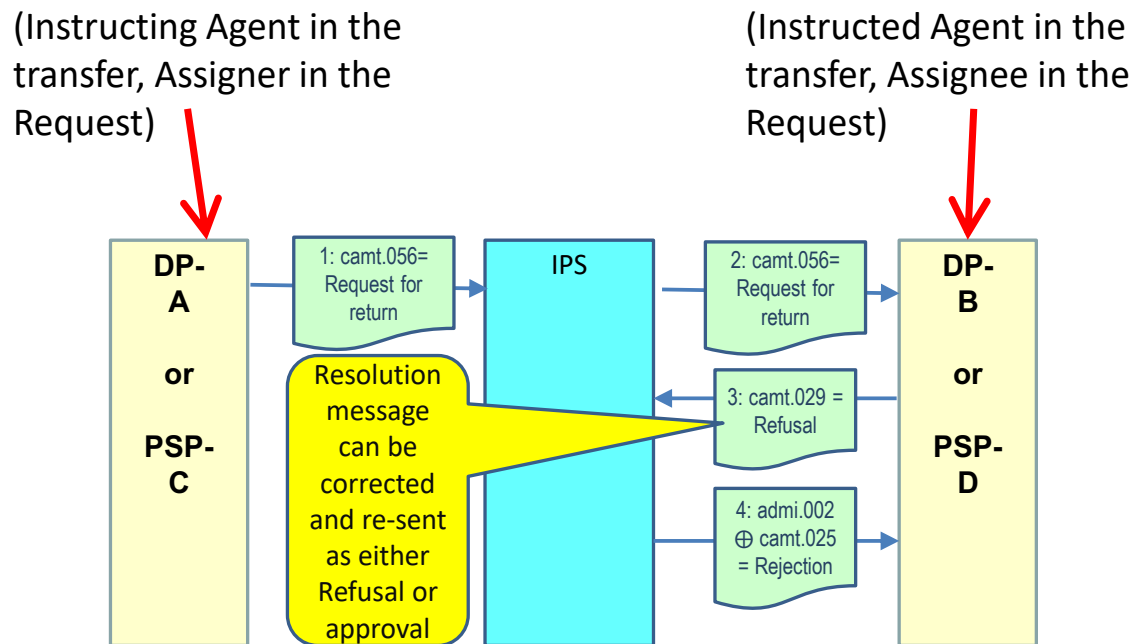 (Instructing Agent in the
transfer, Assigner in the
Request)
(Instructed Agent in the
transfer, Assignee in the
Request)
DP-
A
or
PSP-
C
1: camt.056=
Request for
return
IPS
2: camt.056=
Request for
return
DP-
B
or
PSP-
D
Resolution
message
can be
corrected
and re-sent
as either
Refusal or
approval
3: camt.029 =
Refusal
4: admi.002
⊕ camt.025
= Rejection